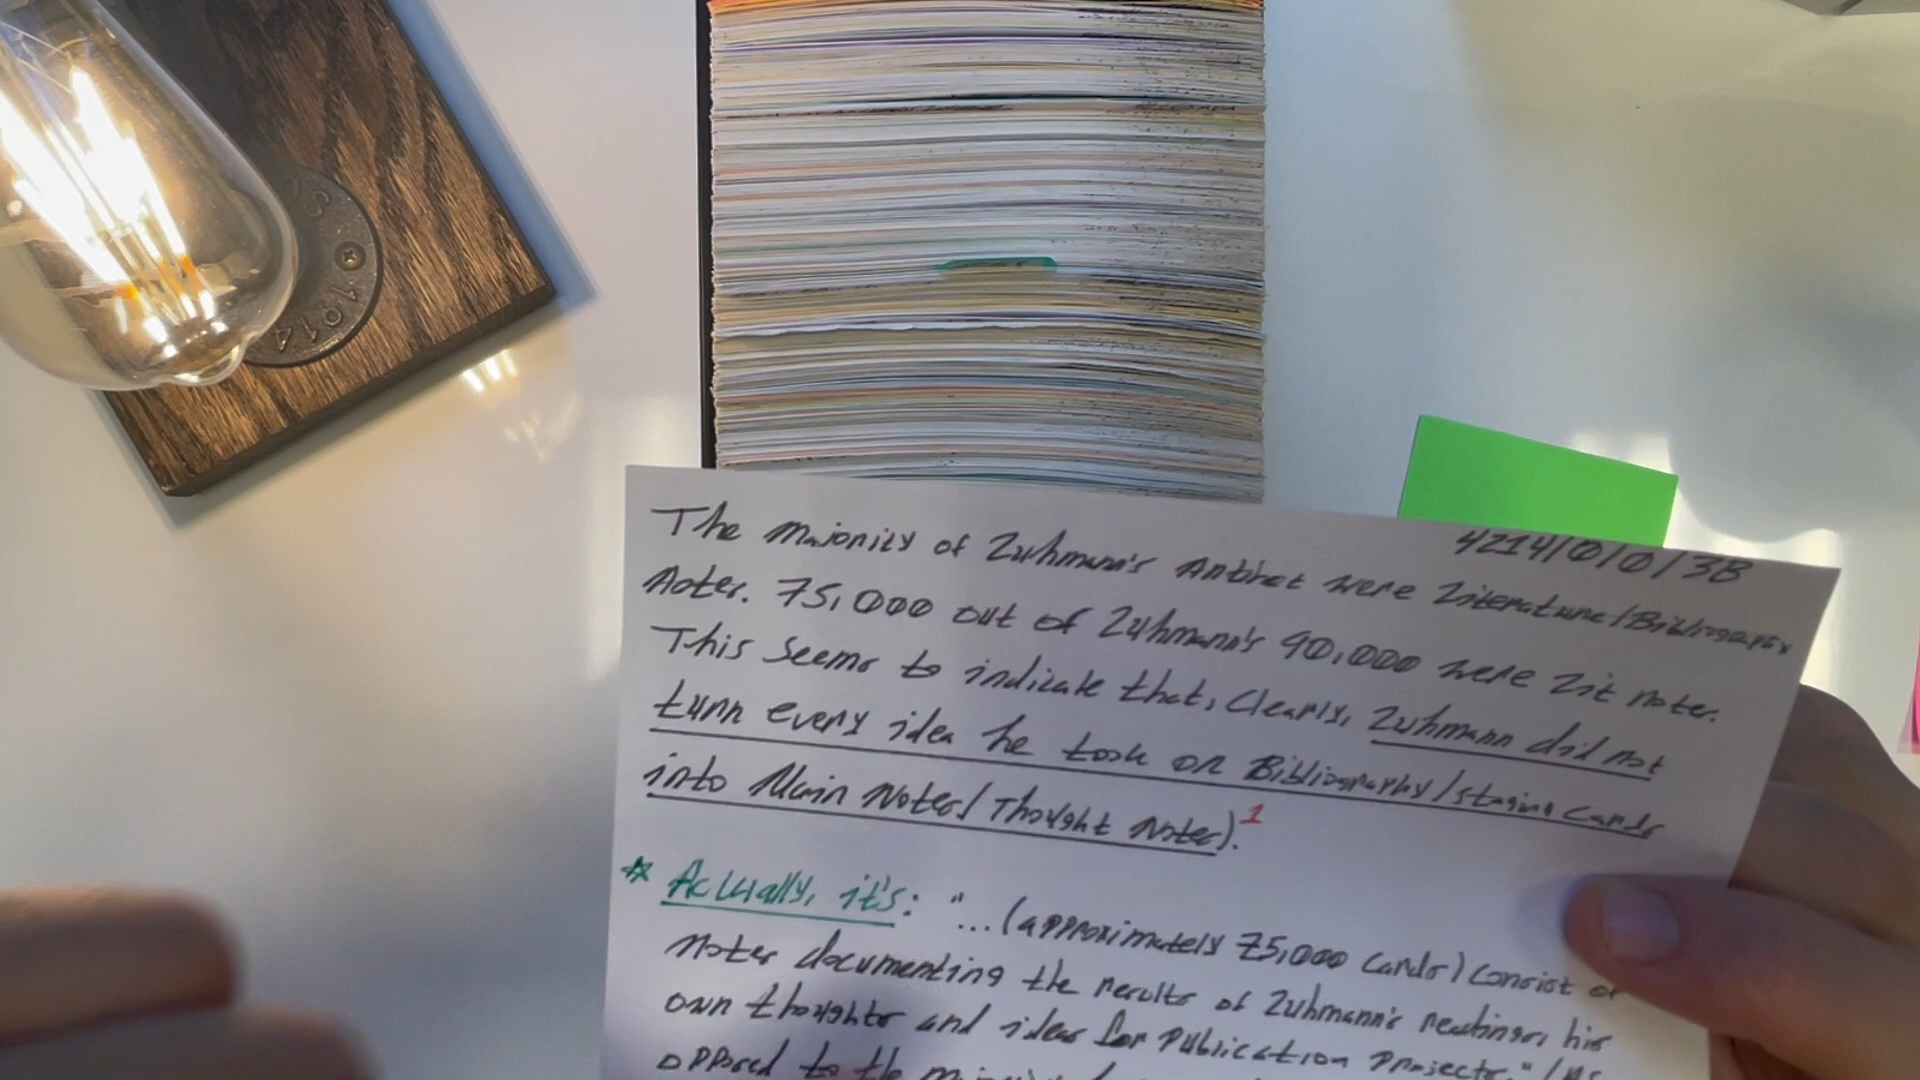 4214/0/0/3B
The Majority of Luhmann's Antinet were Literature/Bibliography
Notes. 75,000 out of Luhmann's 90,000 were Lit Notes.
This seems to indicate that, clearly, Luhmann did not
turn every idea he took on Bibliography/staging cards
into Main Notes/Thought Notes).¹
* Actually, it's: "...(approximately 75,000 cards) consist of
notes documenting the results of Luhmann's readings, his
own thoughts and ideas for publication projects." (As
opposed to the